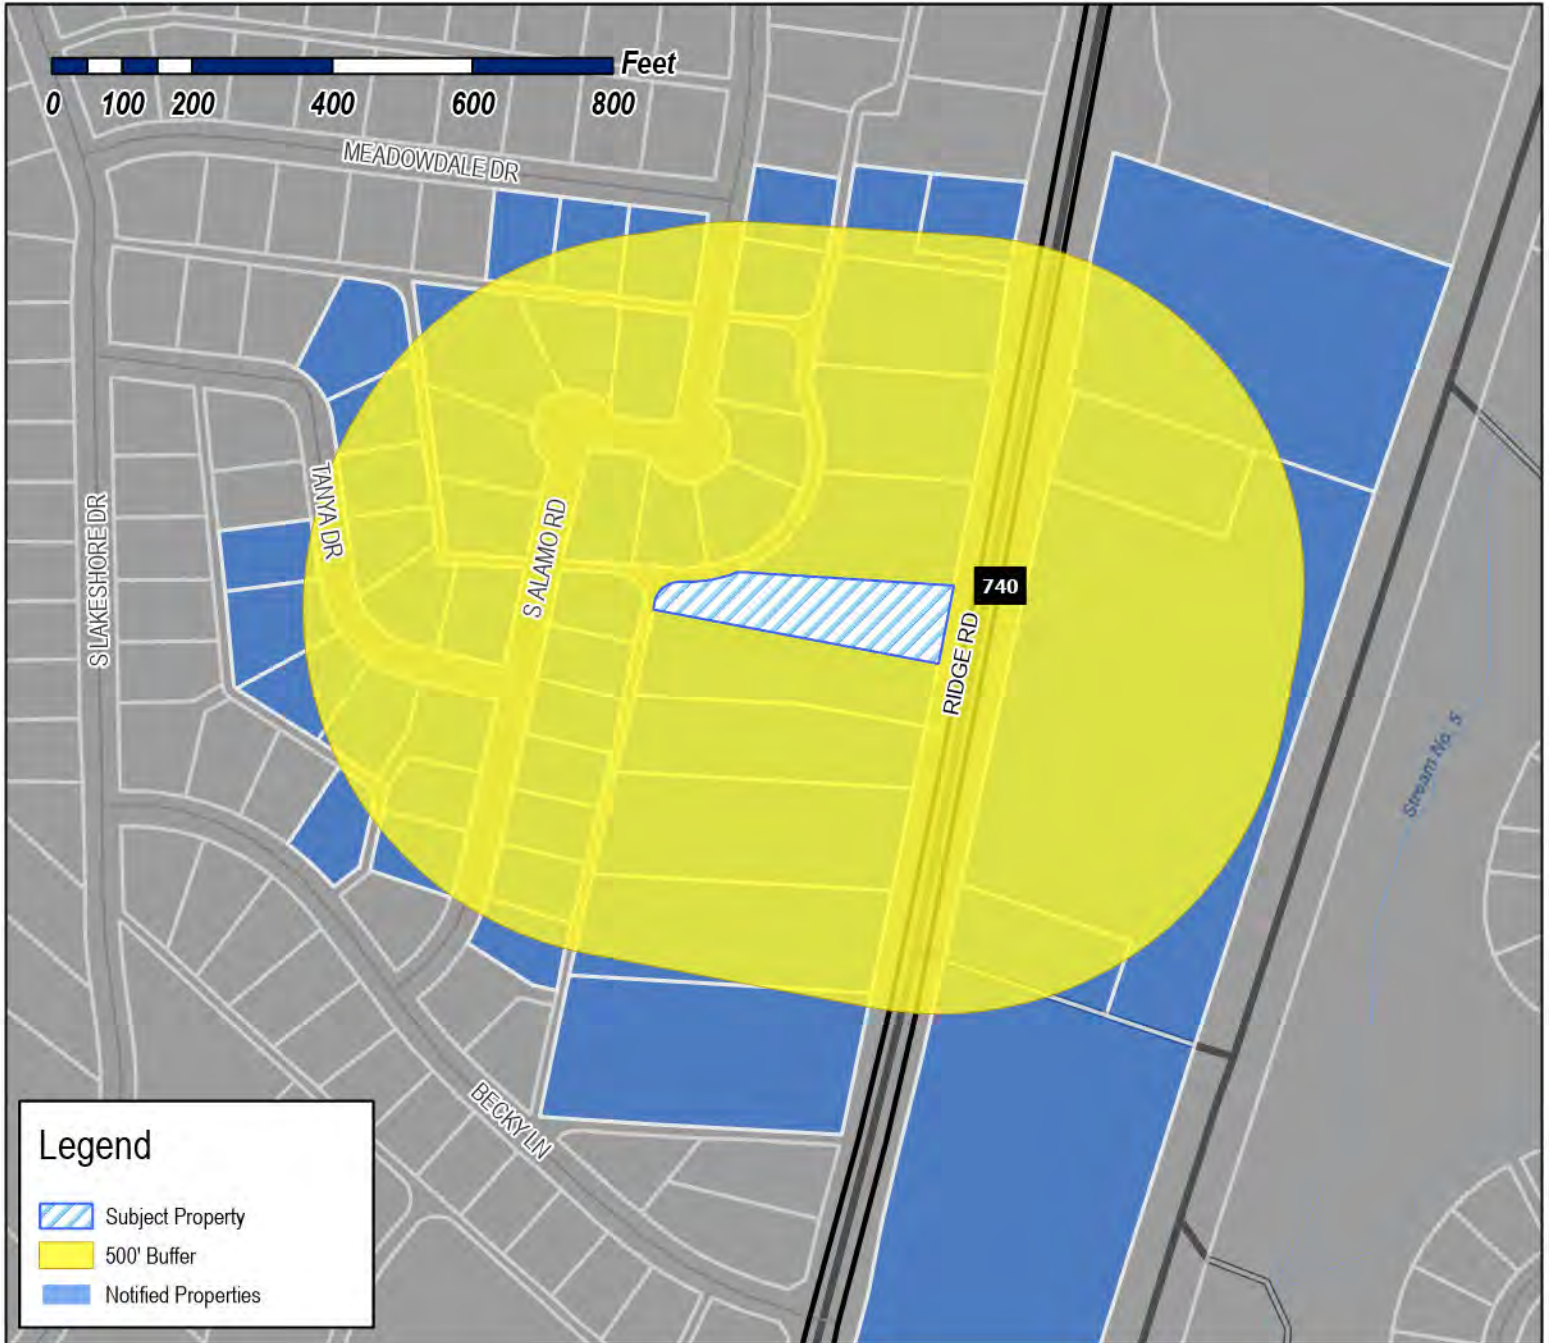 Feet
0 100 200 400 600 800
MEADOWDALE DR
S LAKESHORE DR
TANYA DR
S ALAMO RD
740
RIDGE RD
Stream No. 5
BECKY LN
Legend
Subject Property
500' Buffer
Notified Properties